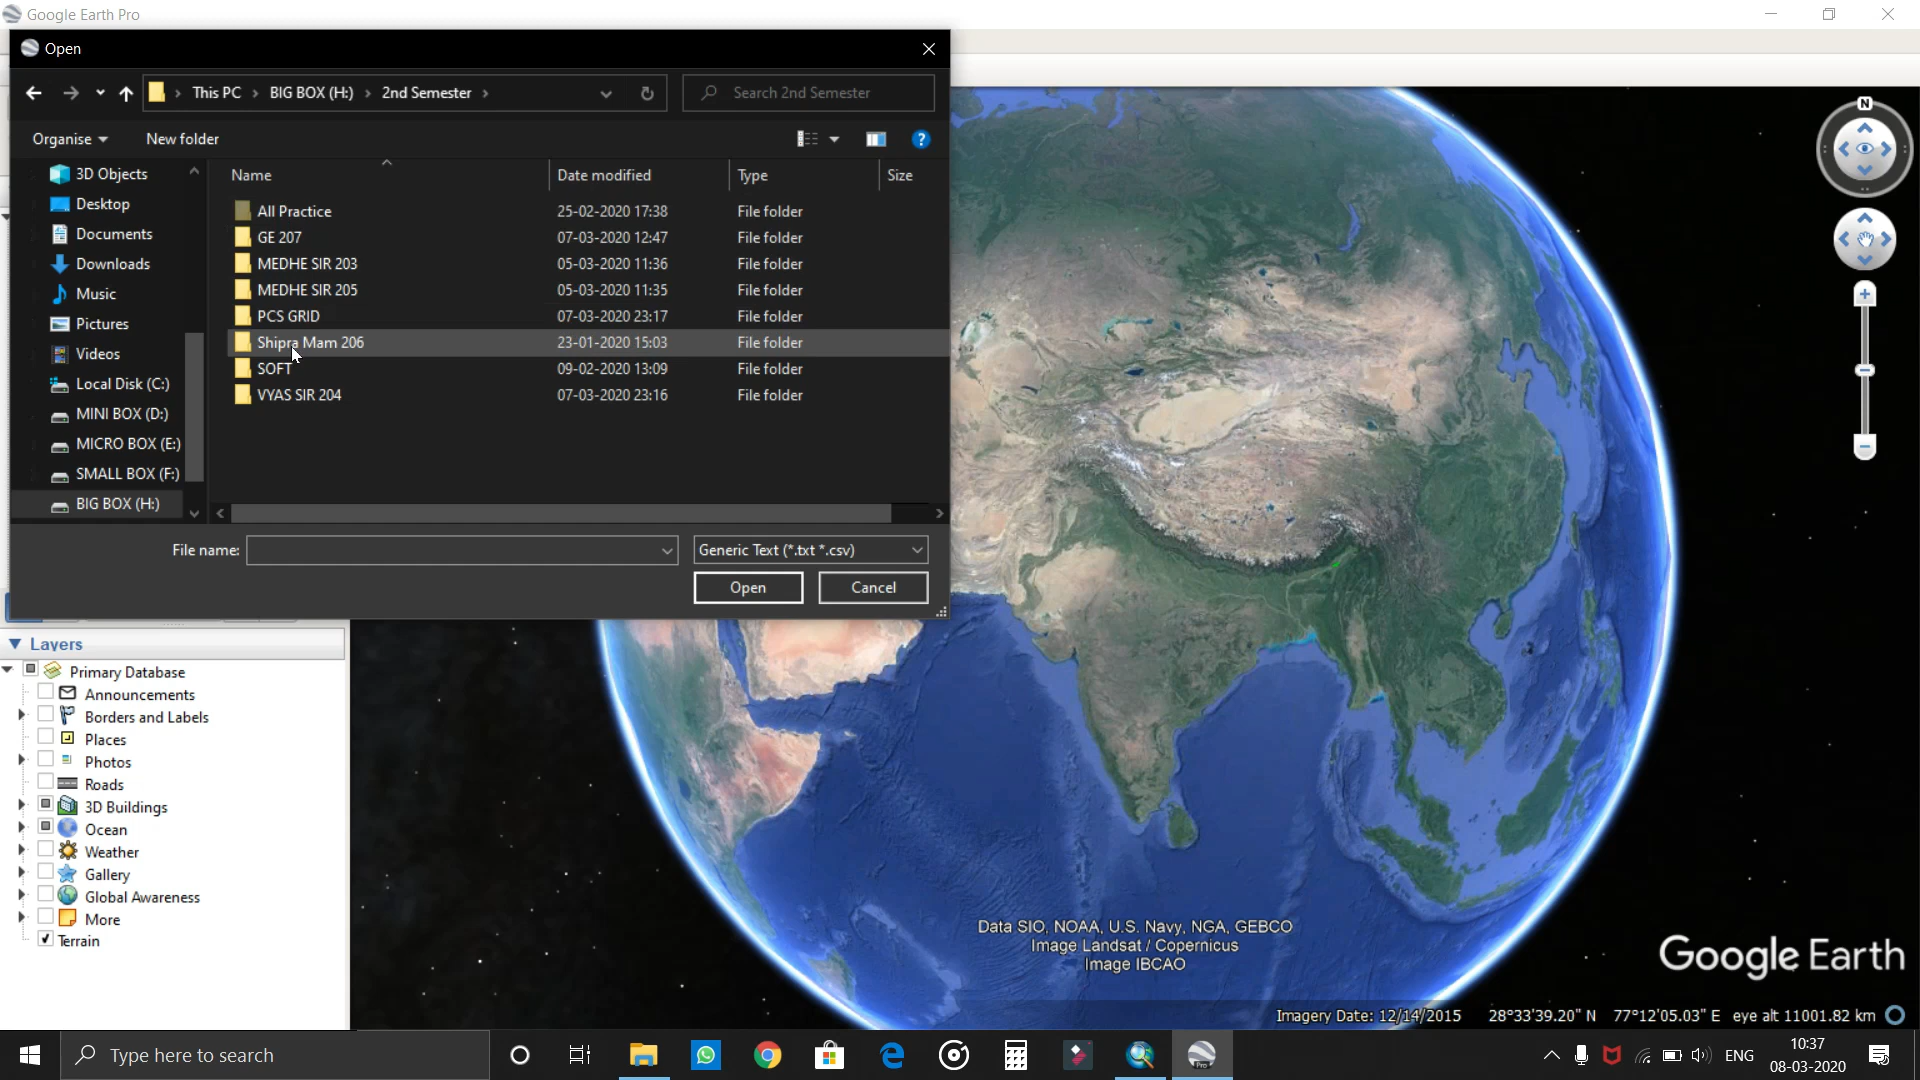 Google Earth Pro
Open
This PC > BIG BOX (H:) > 2nd Semester >
Search 2nd Semester
Organise
New folder
Name Date modified Type Size
3D Objects
Desktop
Documents
Downloads
Music
Pictures
Videos
Local Disk (C:)
MINI BOX (D:)
MICRO BOX (E:)
SMALL BOX (F:)
BIG BOX (H:)
All Practice 25-02-2020 17:38 File folder
GE 207 07-03-2020 12:47 File folder
MEDHE SIR 203 05-03-2020 11:36 File folder
MEDHE SIR 205 05-03-2020 11:35 File folder
PCS GRID 07-03-2020 23:17 File folder
Shipra Mam 206 23-01-2020 15:03 File folder
SOFT 09-02-2020 13:09 File folder
VYAS SIR 204 07-03-2020 23:16 File folder
File name:
Generic Text (*.txt *.csv)
Open
Cancel
Layers
Primary Database
Announcements
Borders and Labels
Places
Photos
Roads
3D Buildings
Ocean
Weather
Gallery
Global Awareness
More
Terrain
N
Data SIO, NOAA, U.S. Navy, NGA, GEBCO
Image Landsat / Copernicus
Image IBCAO
Google Earth
Imagery Date: 12/14/2015 28°33'39.20" N 77°12'05.03" E eye alt 11001.82 km
Type here to search
Pro
ENG
10:37
08-03-2020